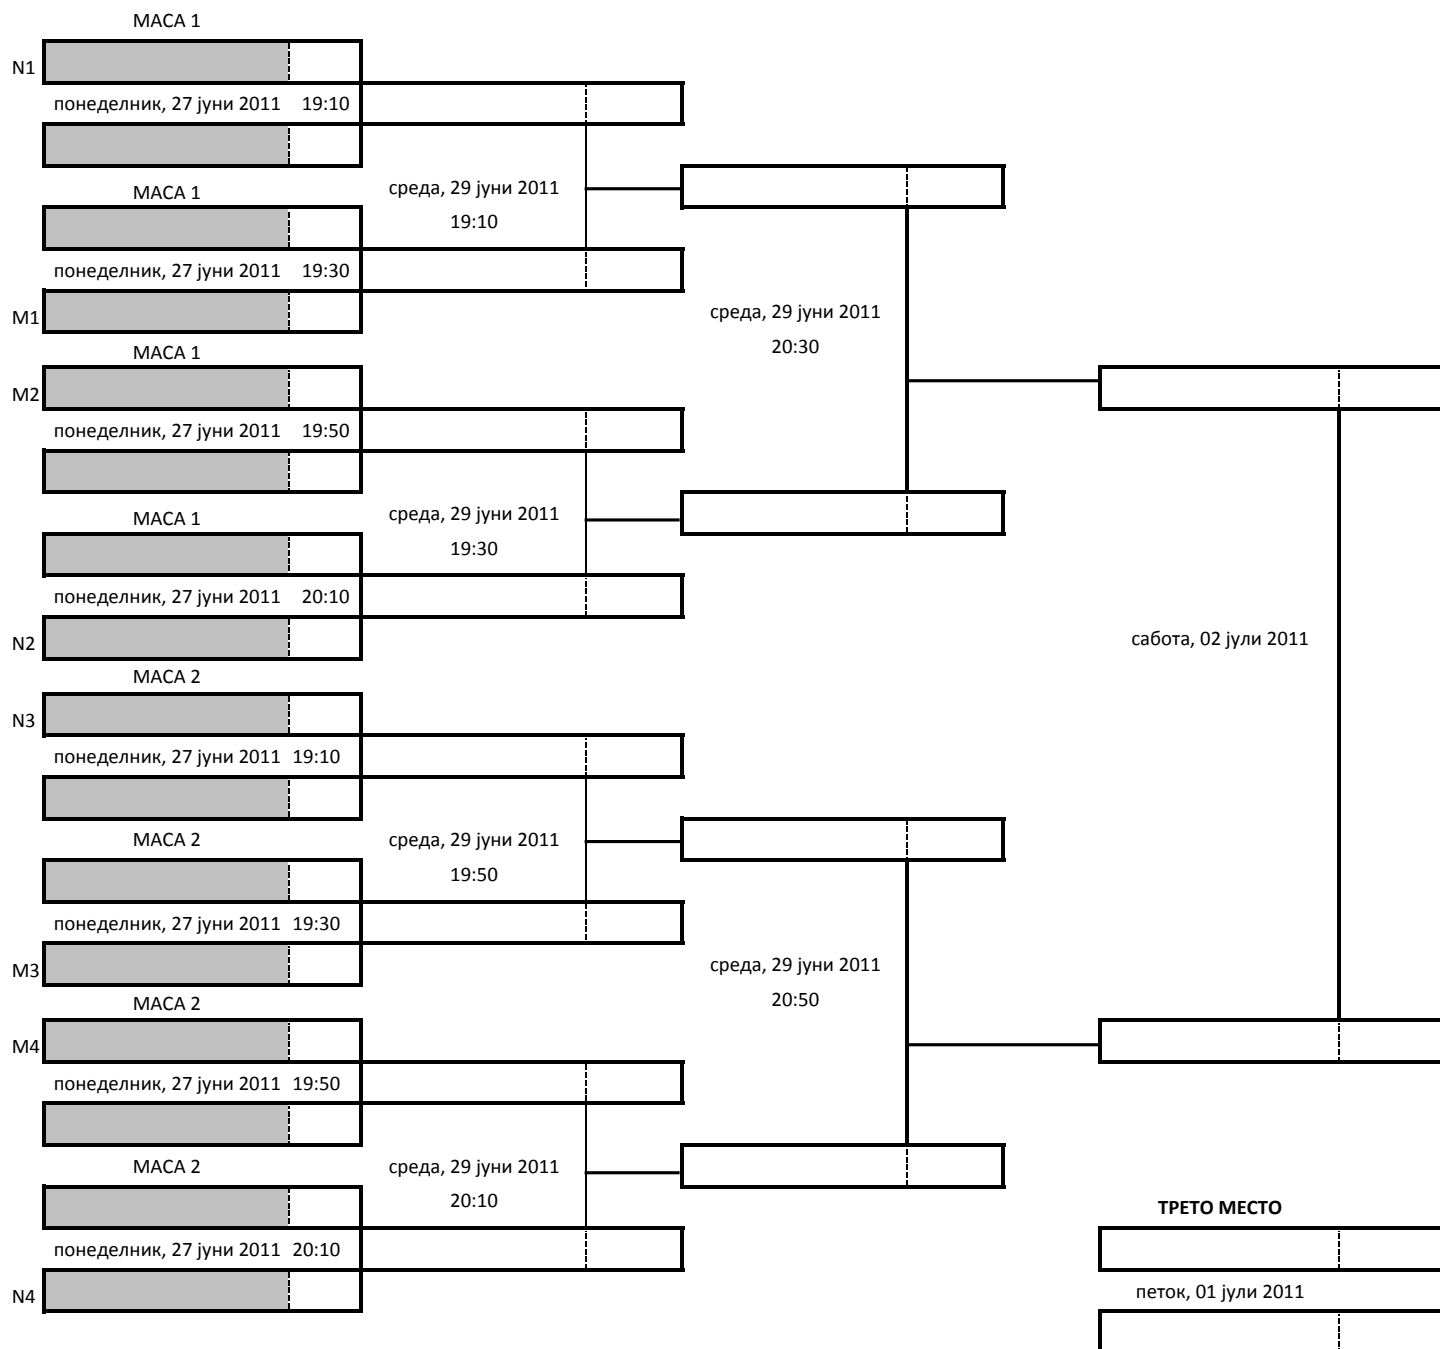 МАСА 1
N1
понеделник, 27 јуни 2011 19:10
МАСА 1
понеделник, 27 јуни 2011 19:30
M1
МАСА 1
M2
понеделник, 27 јуни 2011 19:50
МАСА 1
понеделник, 27 јуни 2011 20:10
N2
МАСА 2
N3
понеделник, 27 јуни 2011 19:10
МАСА 2
понеделник, 27 јуни 2011 19:30
M3
МАСА 2
M4
понеделник, 27 јуни 2011 19:50
МАСА 2
понеделник, 27 јуни 2011 20:10
N4
среда, 29 јуни 2011
19:10
среда, 29 јуни 2011
19:30
среда, 29 јуни 2011
19:50
среда, 29 јуни 2011
20:10
среда, 29 јуни 2011
20:30
среда, 29 јуни 2011
20:50
сабота, 02 јули 2011
ТРЕТО МЕСТО
петок, 01 јули 2011